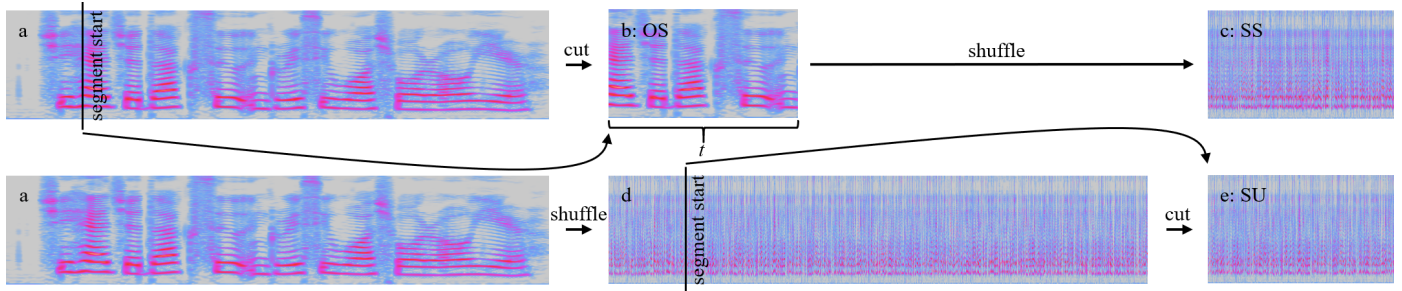 a
segment start
cut
b: OS
shuffle
c: SS
t
a
shuffle
d
segment start
cut
e: SU